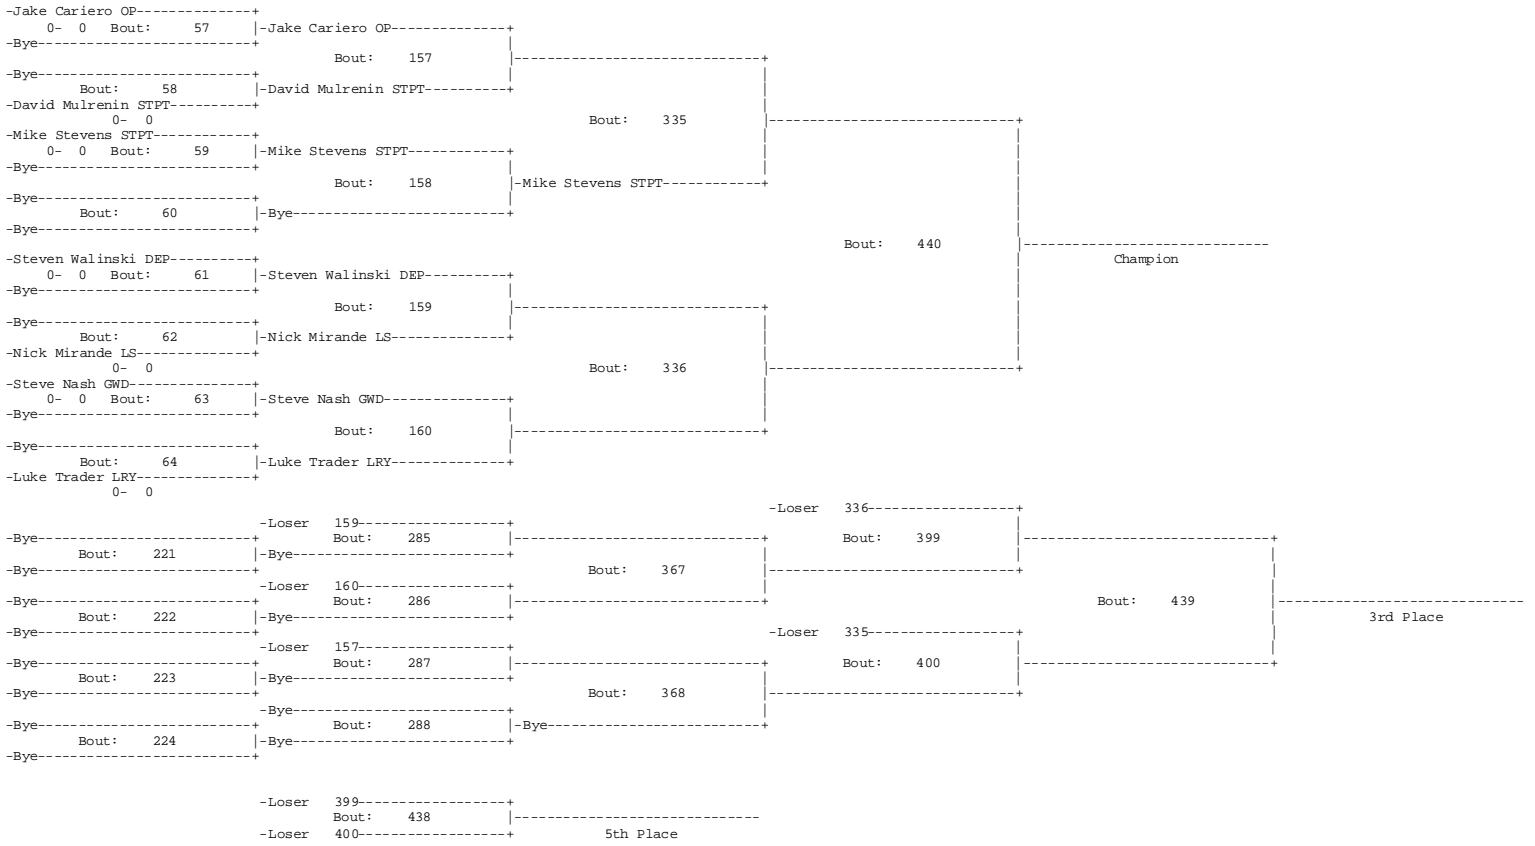 -Jake Cariero OP--------------+
0- 0 Bout: 57 |-Jake Cariero OP--------------+
-Bye--------------------------+ |
Bout: 157 |------------------------------+
-Bye--------------------------+ | |
Bout: 58 |-David Mulrenin STPT----------+ |
-David Mulrenin STPT----------+ |
0- 0 Bout: 335 |------------------------------+
-Mike Stevens STPT------------+ | |
0- 0 Bout: 59 |-Mike Stevens STPT------------+ | |
-Bye--------------------------+ | | |
Bout: 158 |-Mike Stevens STPT------------+ |
-Bye--------------------------+ | |
Bout: 60 |-Bye--------------------------+ |
-Bye--------------------------+ |
Bout: 440 |------------------------------
-Steven Walinski DEP----------+ | Champion
0- 0 Bout: 61 |-Steven Walinski DEP----------+ |
-Bye--------------------------+ | |
Bout: 159 |------------------------------+ |
-Bye--------------------------+ | | |
Bout: 62 |-Nick Mirande LS--------------+ | |
-Nick Mirande LS--------------+ | |
0- 0 Bout: 336 |------------------------------+
-Steve Nash GWD---------------+ |
0- 0 Bout: 63 |-Steve Nash GWD---------------+ |
-Bye--------------------------+ | |
Bout: 160 |------------------------------+
-Bye--------------------------+ |
Bout: 64 |-Luke Trader LRY--------------+
-Luke Trader LRY--------------+
0- 0
-Loser 336------------------+
-Loser 159------------------+ |
-Bye--------------------------+ Bout: 285 |------------------------------+ Bout: 399 |------------------------------+
Bout: 221 |-Bye--------------------------+ | | |
-Bye--------------------------+ Bout: 367 |------------------------------+ |
-Loser 160------------------+ | |
-Bye--------------------------+ Bout: 286 |------------------------------+ Bout: 439 |------------------------------
Bout: 222 |-Bye--------------------------+ | 3rd Place
-Bye--------------------------+ -Loser 335------------------+ |
-Loser 157------------------+ | |
-Bye--------------------------+ Bout: 287 |------------------------------+ Bout: 400 |------------------------------+
Bout: 223 |-Bye--------------------------+ | |
-Bye--------------------------+ Bout: 368 |------------------------------+
-Bye--------------------------+ |
-Bye--------------------------+ Bout: 288 |-Bye--------------------------+
Bout: 224 |-Bye--------------------------+
-Bye--------------------------+
-Loser 399------------------+
Bout: 438 |------------------------------
-Loser 400------------------+ 5th Place